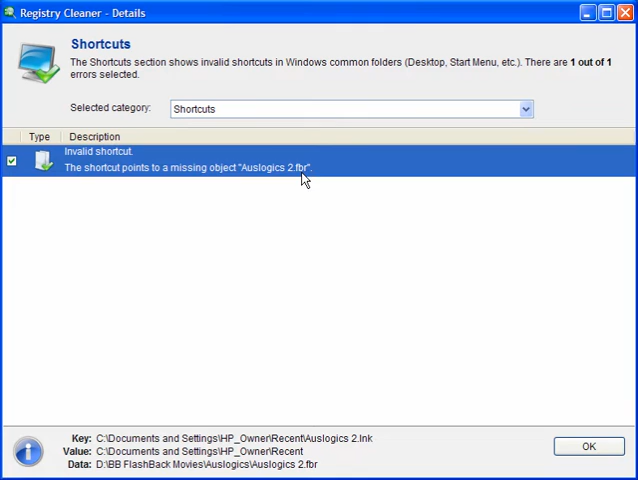 Registry Cleaner - Details
Shortcuts
The Shortcuts section shows invalid shortcuts in Windows common folders (Desktop, Start Menu, etc.). There are 1 out of 1
errors selected.
Selected category: Shortcuts
Type Description
Invalid shortcut.
The shortcut points to a missing object "Auslogics 2.fbr".
Key: C:\Documents and Settings\HP_Owner\Recent\Auslogics 2.lnk
Value: C:\Documents and Settings\HP_Owner\Recent
Data: D:\BB FlashBack Movies\Auslogics\Auslogics 2.fbr
OK